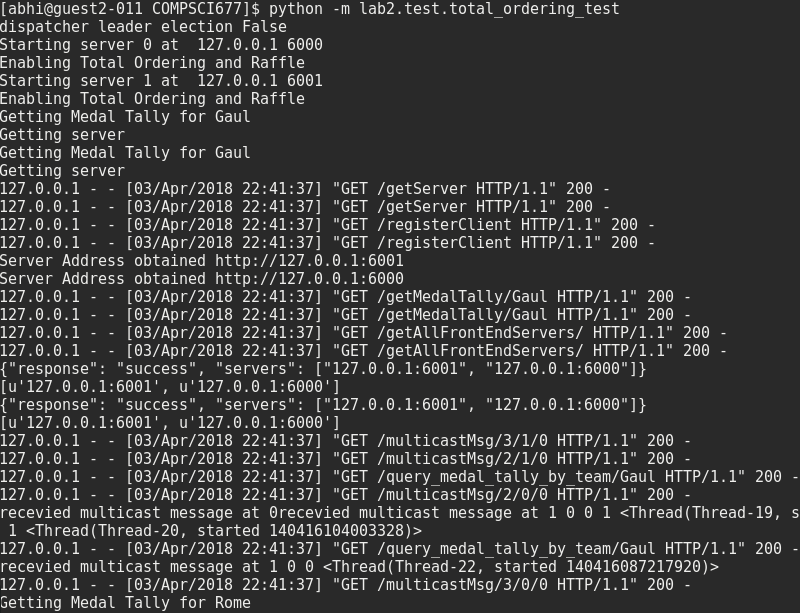 [abhi@guest2-011 COMPSCI677]$ python -m lab2.test.total_ordering_test
dispatcher leader election False
Starting server 0 at  127.0.0.1 6000
Enabling Total Ordering and Raffle
Starting server 1 at  127.0.0.1 6001
Enabling Total Ordering and Raffle
Getting Medal Tally for Gaul
Getting server
Getting Medal Tally for Gaul
Getting server
127.0.0.1 - - [03/Apr/2018 22:41:37] "GET /getServer HTTP/1.1" 200 -
127.0.0.1 - - [03/Apr/2018 22:41:37] "GET /getServer HTTP/1.1" 200 -
127.0.0.1 - - [03/Apr/2018 22:41:37] "GET /registerClient HTTP/1.1" 200 -
127.0.0.1 - - [03/Apr/2018 22:41:37] "GET /registerClient HTTP/1.1" 200 -
Server Address obtained http://127.0.0.1:6001
Server Address obtained http://127.0.0.1:6000
127.0.0.1 - - [03/Apr/2018 22:41:37] "GET /getMedalTally/Gaul HTTP/1.1" 200 -
127.0.0.1 - - [03/Apr/2018 22:41:37] "GET /getMedalTally/Gaul HTTP/1.1" 200 -
127.0.0.1 - - [03/Apr/2018 22:41:37] "GET /getAllFrontEndServers/ HTTP/1.1" 200 -
127.0.0.1 - - [03/Apr/2018 22:41:37] "GET /getAllFrontEndServers/ HTTP/1.1" 200 -
{"response": "success", "servers": ["127.0.0.1:6001", "127.0.0.1:6000"]}
[u'127.0.0.1:6001', u'127.0.0.1:6000']
{"response": "success", "servers": ["127.0.0.1:6001", "127.0.0.1:6000"]}
[u'127.0.0.1:6001', u'127.0.0.1:6000']
127.0.0.1 - - [03/Apr/2018 22:41:37] "GET /multicastMsg/3/1/0 HTTP/1.1" 200 -
127.0.0.1 - - [03/Apr/2018 22:41:37] "GET /multicastMsg/2/1/0 HTTP/1.1" 200 -
127.0.0.1 - - [03/Apr/2018 22:41:37] "GET /query_medal_tally_by_team/Gaul HTTP/1.1" 200 -
127.0.0.1 - - [03/Apr/2018 22:41:37] "GET /multicastMsg/2/0/0 HTTP/1.1" 200 -
recevied multicast message at 0recevied multicast message at 1 0 0 1 <Thread(Thread-19, s
 1 <Thread(Thread-20, started 140416104003328)>
127.0.0.1 - - [03/Apr/2018 22:41:37] "GET /query_medal_tally_by_team/Gaul HTTP/1.1" 200 -
recevied multicast message at 1 0 0 <Thread(Thread-22, started 140416087217920)>
127.0.0.1 - - [03/Apr/2018 22:41:37] "GET /multicastMsg/3/0/0 HTTP/1.1" 200 -
Getting Medal Tally for Rome